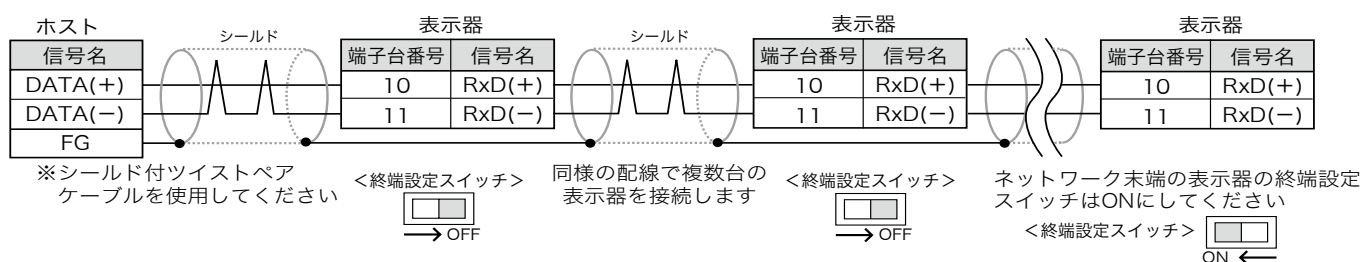 ホスト
信号名
DATA(+)
DATA(−)
FG
シールド
表示器
端子台番号 信号名
10 RxD(+)
11 RxD(−)
シールド
表示器
端子台番号 信号名
10 RxD(+)
11 RxD(−)
表示器
端子台番号 信号名
10 RxD(+)
11 RxD(−)
※シールド付ツイストペア
ケーブルを使用してください
<終端設定スイッチ>
OFF
同様の配線で複数台の
表示器を接続します
<終端設定スイッチ>
OFF
ネットワーク末端の表示器の終端設定
スイッチはONにしてください
<終端設定スイッチ>
ON